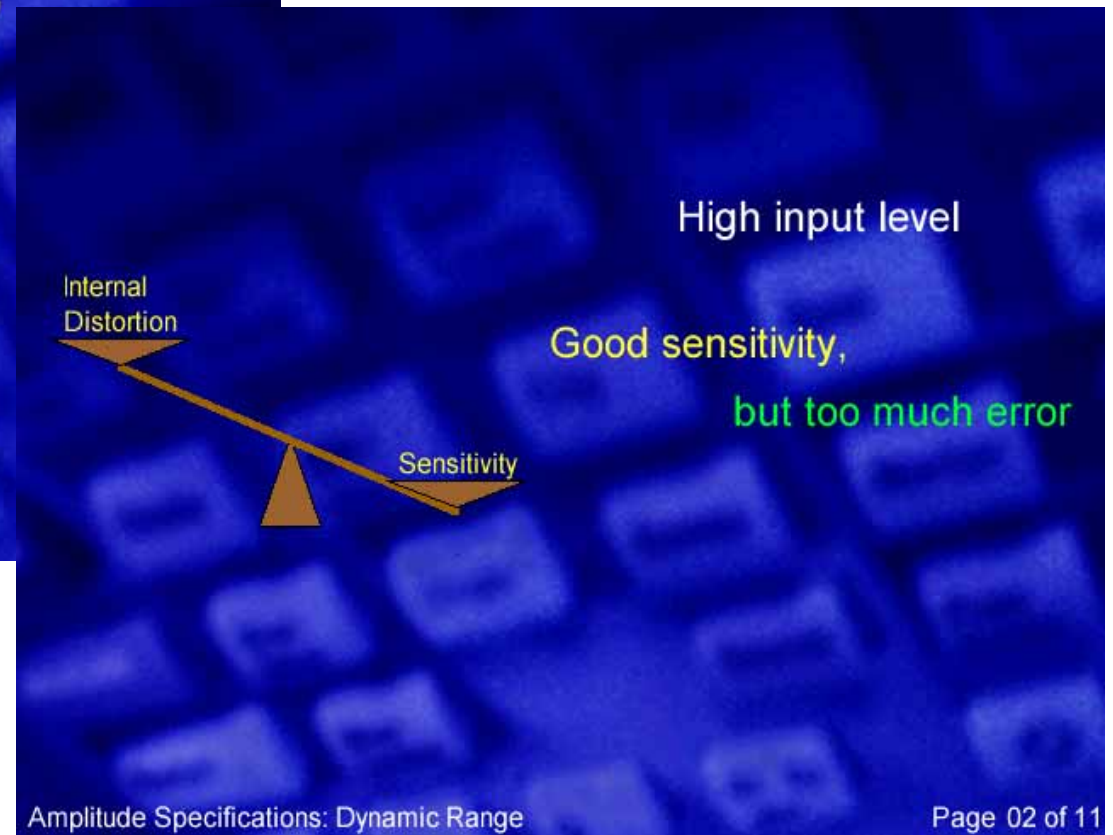 High input level
Internal
Distortion
Good sensitivity,
but too much error
Sensitivity
Amplitude Specifications: Dynamic Range
Page 02 of 11